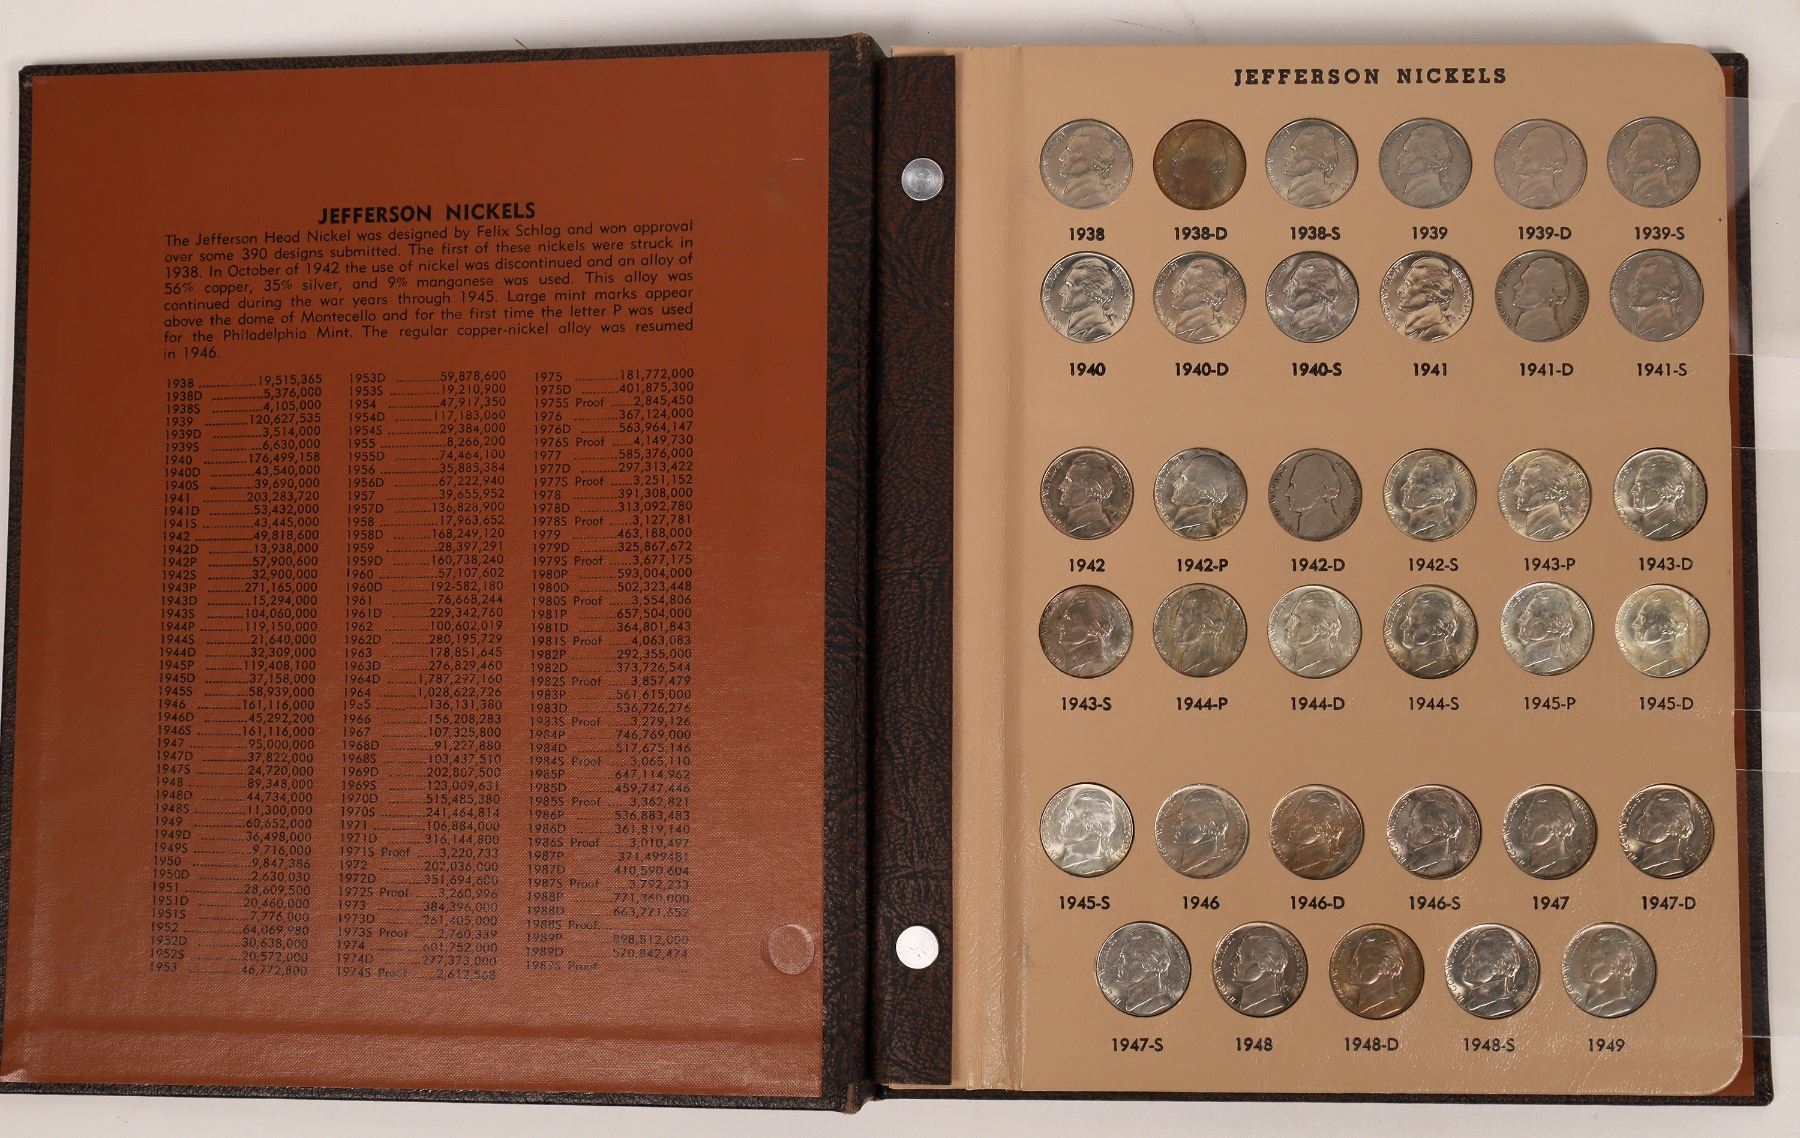 JEFFERSON NICKELS
The Jefferson Head Nickel was designed by Felix Schlag and won approval
over some 390 designs submitted. The first of these nickels were struck in
1938. In October of 1942 the use of nickel was discontinued and an alloy of
56% copper, 35% silver, and 9% manganese was used. This alloy was
continued during the war years through 1945. Large mint marks appear
above the dome of Montecello and for the first time the letter P was used
for the Philadelphia Mint. The regular copper-nickel alloy was resumed
in 1946.
1938 19,515,365
1938D 5,376,000
1938S 4,105,000
1939 120,627,535
1939D 3,514,000
1939S 6,630,000
1940 176,499,158
1940D 43,540,000
1940S 39,690,000
1941 203,283,720
1941D 53,432,000
1941S 43,445,000
1942 49,818,600
1942D 13,938,000
1942P 57,900,600
1942S 32,900,000
1943P 271,165,000
1943D 15,294,000
1943S 104,060,000
1944P 119,150,000
1944S 21,640,000
1944D 32,309,000
1945P 119,408,100
1945D 37,158,000
1945S 58,939,000
1946 161,116,000
1946D 45,292,200
1946S 161,116,000
1947 95,000,000
1947D 37,822,000
1947S 24,720,000
1948 89,348,000
1948D 44,734,000
1948S 11,300,000
1949 60,652,000
1949D 36,498,000
1949S 9,716,000
1950 9,847,386
1950D 2,630,030
1951 28,609,500
1951D 20,460,000
1951S 7,776,000
1952 64,069,980
1952D 30,638,000
1952S 20,572,000
1953 46,772,800
1953D 59,878,600
1953S 19,210,900
1954 47,917,350
1954D 117,183,060
1954S 29,384,000
1955 8,266,200
1955D 74,464,100
1956 35,885,384
1956D 67,222,940
1957 39,655,952
1957D 136,828,900
1958 17,963,652
1958D 168,249,120
1959 28,397,291
1959D 160,738,240
1960 57,107,602
1960D 192-582,180
1961 76,668,244
1961D 229,342,760
1962 100,602,019
1962D 280,195,729
1963 178,851,645
1963D 276,829,460
1964D 1,787,297,160
1964 1,028,622,726
1965 136,131,380
1966 156,208,283
1967 107,325,800
1968D 91,227,880
1968S 103,437,510
1969D 202,807,500
1969S 123,009,631
1970D 515,485,380
1970S 241,464,814
1971 106,884,000
1971D 316,144,800
1971S Proof 3,220,733
1972 202,036,000
1972D 351,694,600
1972S Proof 3,260,996
1973 384,396,000
1973D 261,405,000
1973S Proof 2,760,339
1974 601,752,000
1974D 277,373,000
1974S Proof 2,612,568
1975 181,772,000
1975D 401,875,300
1975S Proof 2,845,450
1976 367,124,000
1976D 563,964,147
1976S Proof 4,149,730
1977 585,376,000
1977D 297,313,422
1977S Proof 3,251,152
1978 391,308,000
1978D 313,092,780
1978S Proof 3,127,781
1979 463,188,000
1979D 325,867,672
1979S Proof 3,677,175
1980P 593,004,000
1980D 502,323,448
1980S Proof 3,554,806
1981P 657,504,000
1981D 364,801,843
1981S Proof 4,063,083
1982P 292,355,000
1982D 373,726,544
1982S Proof 3,857,479
1983P 561,615,000
1983D 536,726,276
1983S Proof 3,279,126
1984P 746,769,000
1984D 517,675,146
1984S Proof 3,065,110
1985P 647,114,962
1985D 459,747,446
1985S Proof 3,362,821
1986P 536,883,483
1986D 361,819,140
1986S Proof 3,010,497
1987P 371,499481
1987D 410,590,604
1987S Proof 3,792,233
1988P 771,360,000
1988D 663,771,652
1988S Proof
1989P 898,812,000
1989D 570,842,474
1989S Proof
JEFFERSON NICKELS
1938 1938-D 1938-S 1939 1939-D 1939-S
1940 1940-D 1940-S 1941 1941-D 1941-S
1942 1942-P 1942-D 1942-S 1943-P 1943-D
1943-S 1944-P 1944-D 1944-S 1945-P 1945-D
1945-S 1946 1946-D 1946-S 1947 1947-D
1947-S 1948 1948-D 1948-S 1949